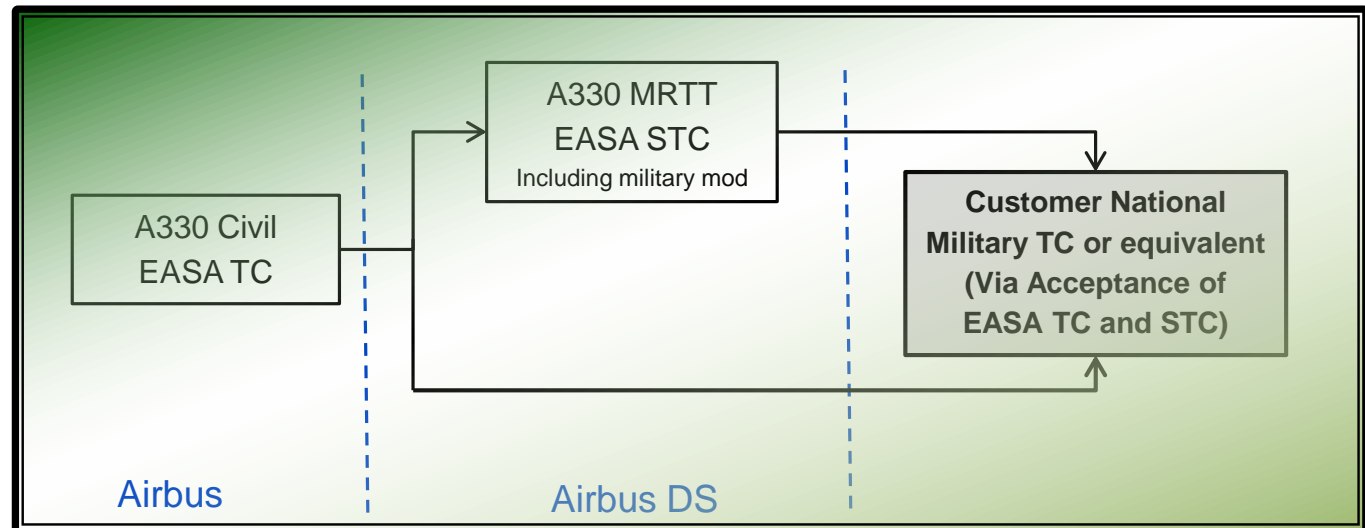 A330 Civil
EASA TC
A330 MRTT
EASA STC
Including military mod
Customer National
Military TC or equivalent
(Via Acceptance of
EASA TC and STC)
Airbus
Airbus DS